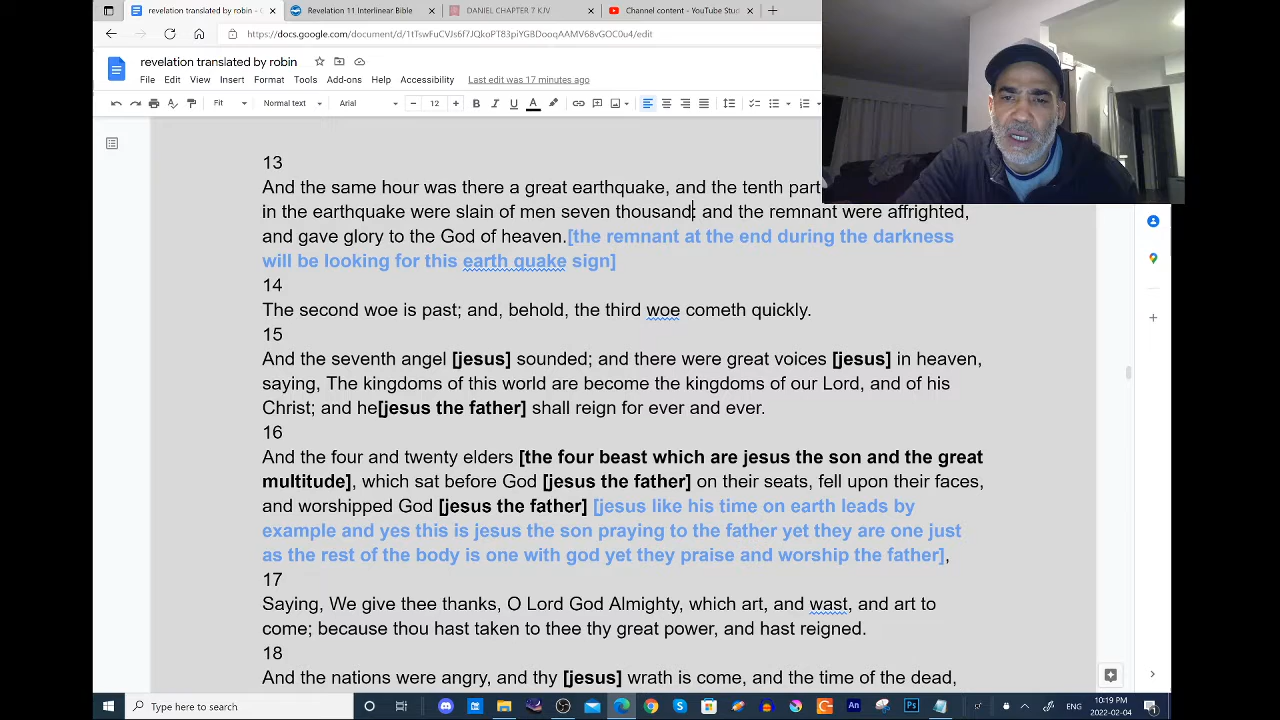 revelation translated by robin - G
Revelation 11 Interlinear Bible
DANIEL CHAPTER 7 KJV
Channel content - YouTube Stud
https://docs.google.com/document/d/1tTswFuCVJs6f7JQkoPT83piYGBDooqAAMV68vGOC0u4/edit
revelation translated by robin
File Edit View Insert Format Tools Add-ons Help Accessibility Last edit was 17 minutes ago
Fit Normal text Arial 12
13
And the same hour was there a great earthquake, and the tenth part
in the earthquake were slain of men seven thousand: and the remnant were affrighted,
and gave glory to the God of heaven.[the remnant at the end during the darkness
will be looking for this earth quake sign]
14
The second woe is past; and, behold, the third woe cometh quickly.
15
And the seventh angel [jesus] sounded; and there were great voices [jesus] in heaven,
saying, The kingdoms of this world are become the kingdoms of our Lord, and of his
Christ; and he[jesus the father] shall reign for ever and ever.
16
And the four and twenty elders [the four beast which are jesus the son and the great
multitude], which sat before God [jesus the father] on their seats, fell upon their faces,
and worshipped God [jesus the father] [jesus like his time on earth leads by
example and yes this is jesus the son praying to the father yet they are one just
as the rest of the body is one with god yet they praise and worship the father],
17
Saying, We give thee thanks, O Lord God Almighty, which art, and wast, and art to
come; because thou hast taken to thee thy great power, and hast reigned.
18
And the nations were angry, and thy [jesus] wrath is come, and the time of the dead,
Type here to search
ENG
10:19 PM
2022-02-04